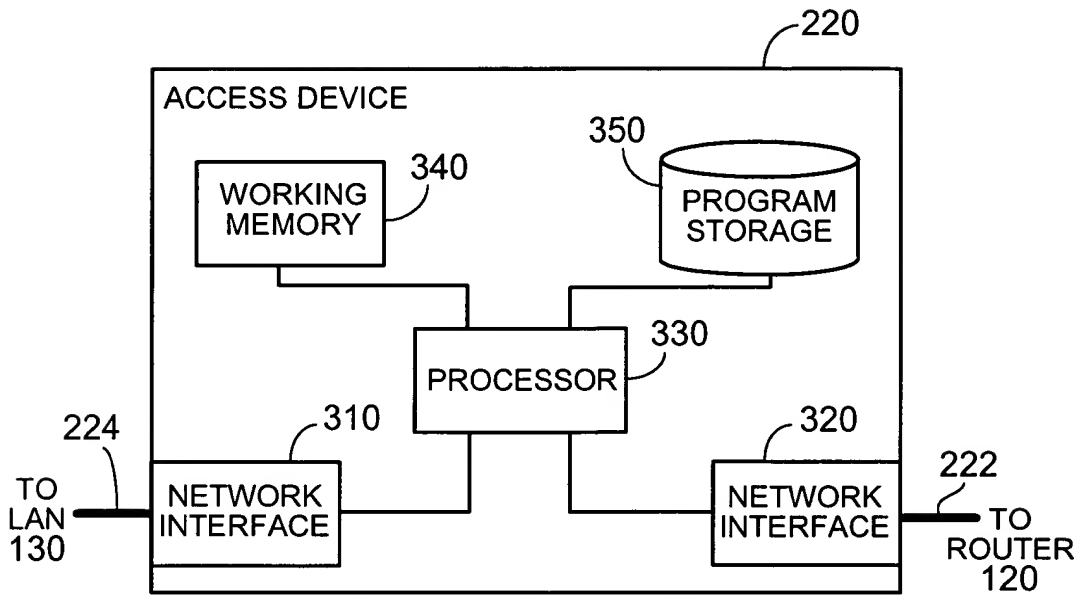 220
ACCESS DEVICE
350
340
WORKING
MEMORY
PROGRAM
STORAGE
330
PROCESSOR
224
310
320
222
TO
LAN
130
NETWORK
INTERFACE
NETWORK
INTERFACE
TO
ROUTER
120